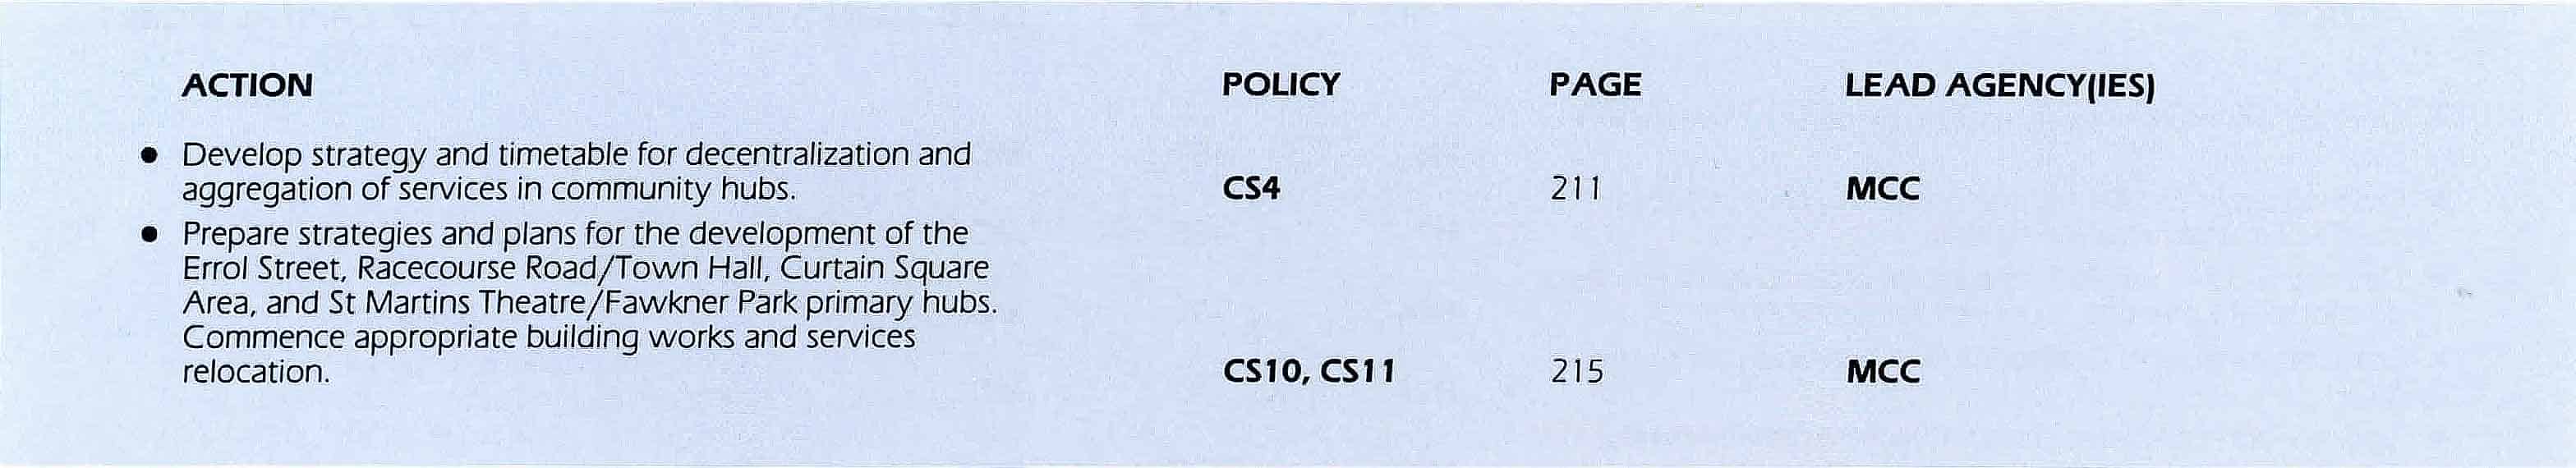 ACTION POLICY PAGE LEAD AGENCY(IES)
● Develop strategy and timetable for decentralization and
aggregation of services in community hubs. CS4 211 MCC
● Prepare strategies and plans for the development of the
Errol Street, Racecourse Road/Town Hall, Curtain Square
Area, and St Martins Theatre/Fawkner Park primary hubs.
Commence appropriate building works and services
relocation. CS10, CS11 215 MCC